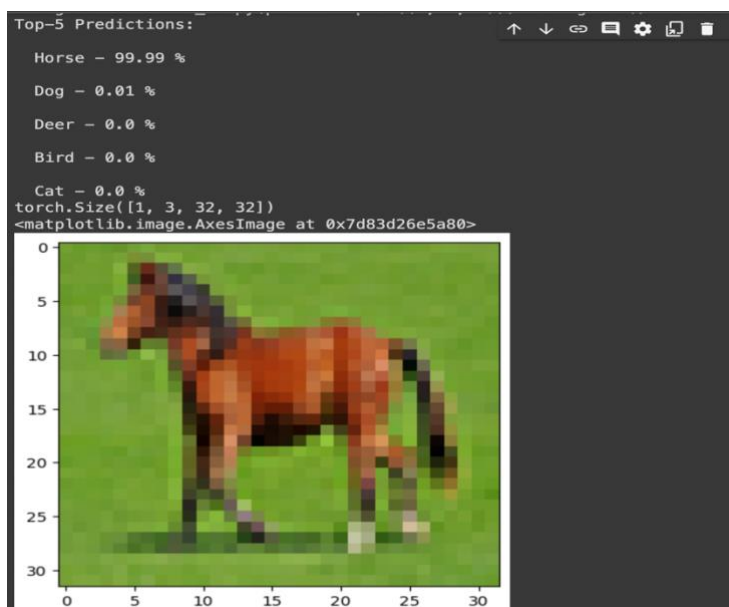 Top-5 Predictions:
Horse - 99.99 %
Dog - 0.01 %
Deer - 0.0 %
Bird - 0.0 %
Cat - 0.0 %
torch.Size([1, 3, 32, 32])
<matplotlib.image.AxesImage at 0x7d83d26e5a80>
0
5
10
15
20
25
30
0 5 10 15 20 25 30